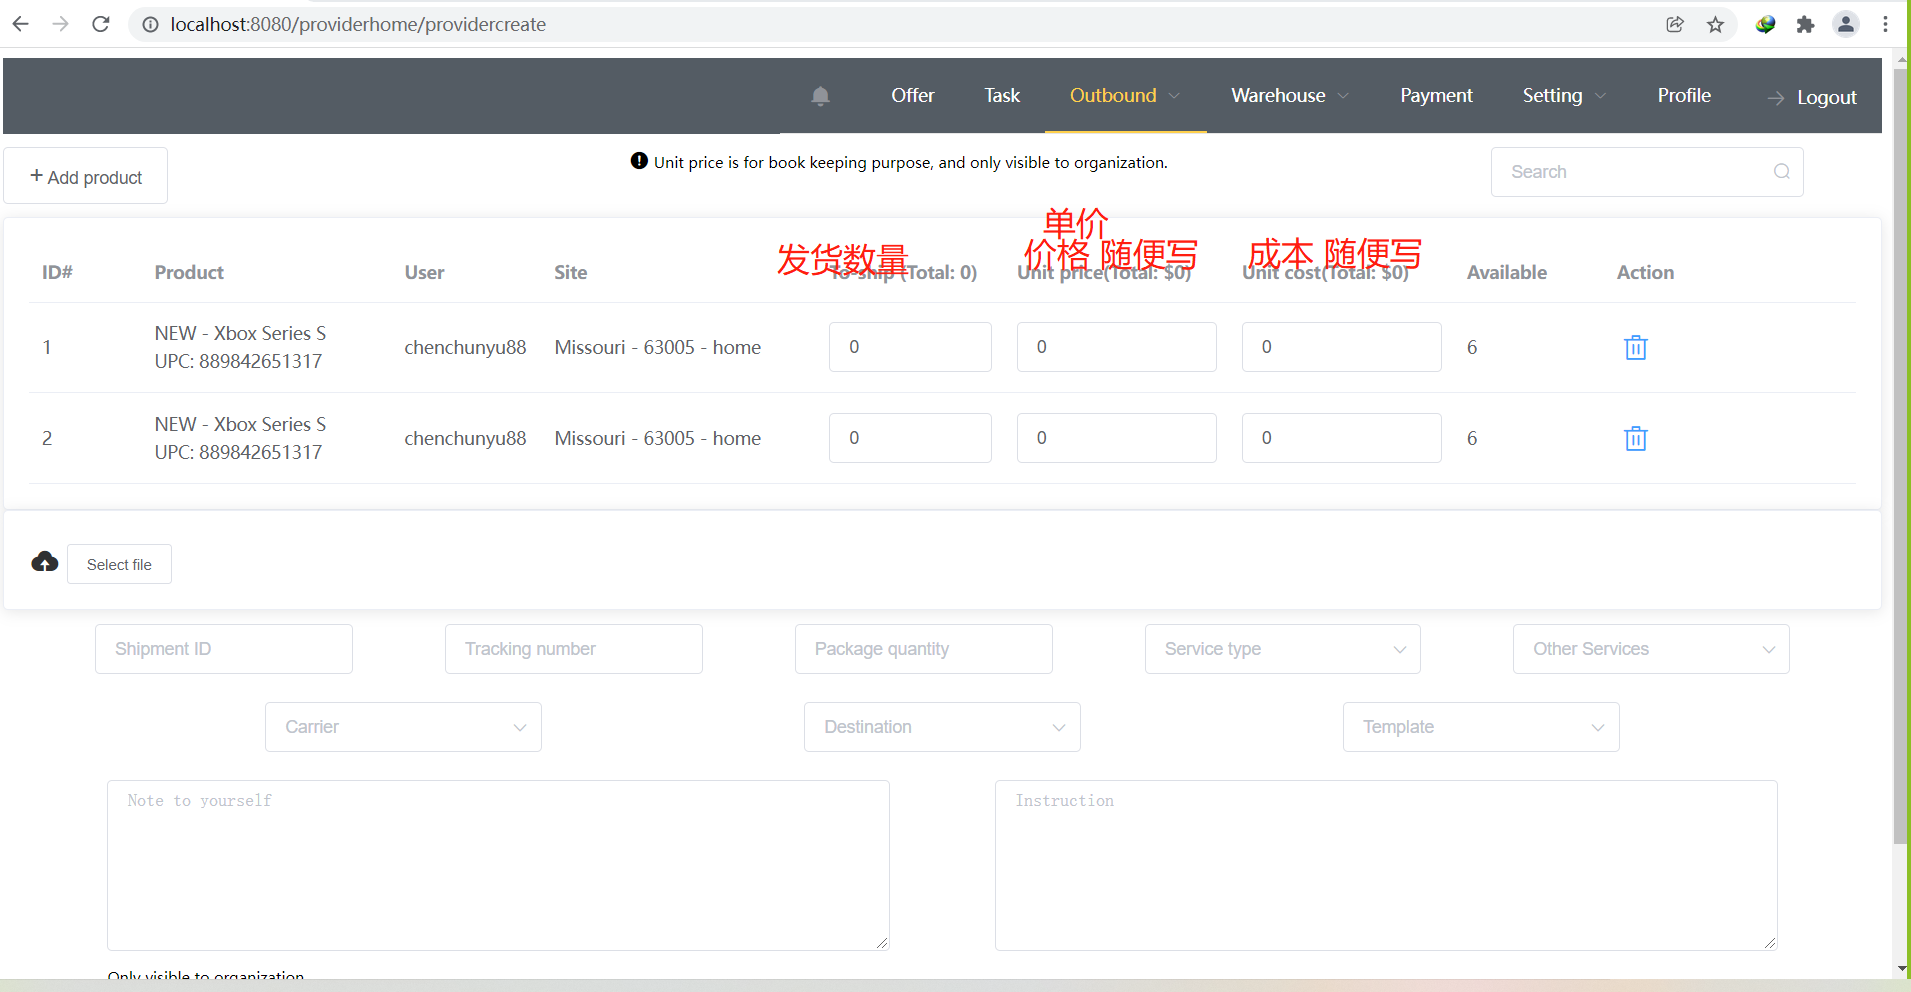 localhost:8080/providerhome/providercreate
Offer Task Outbound Warehouse Payment Setting Profile Logout
+ Add product
Unit price is for book keeping purpose, and only visible to organization.
Search
单价
发货数量 价格 随便写 成本 随便写
ID# Product User Site To-ship (Total: 0) Unit price(Total: $0) Unit cost(Total: $0) Available Action
1 NEW - Xbox Series S chenchunyu88 Missouri - 63005 - home 0 0 0 6
UPC: 889842651317
2 NEW - Xbox Series S chenchunyu88 Missouri - 63005 - home 0 0 0 6
UPC: 889842651317
Select file
Shipment ID Tracking number Package quantity Service type Other Services
Carrier Destination Template
Note to yourself Instruction
Only visible to organization